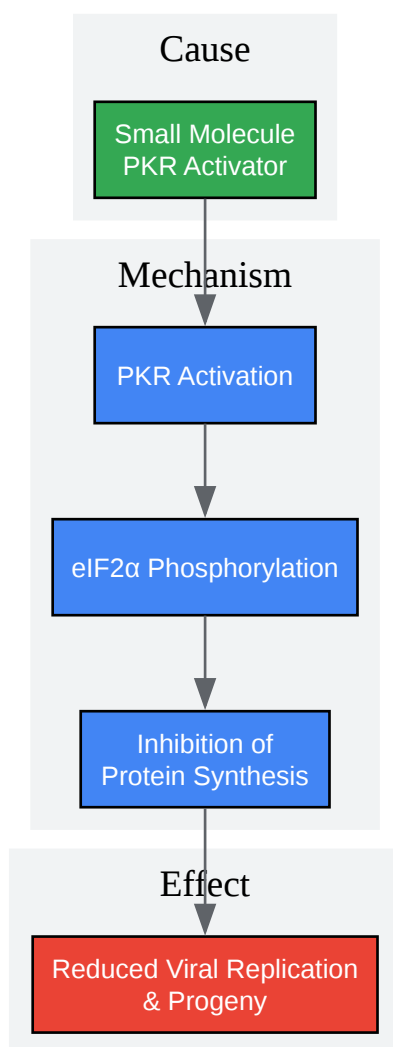 Cause
Small Molecule
PKR Activator
Mechanism
PKR Activation
eIF2α Phosphorylation
Inhibition of
Protein Synthesis
Effect
Reduced Viral Replication
& Progeny